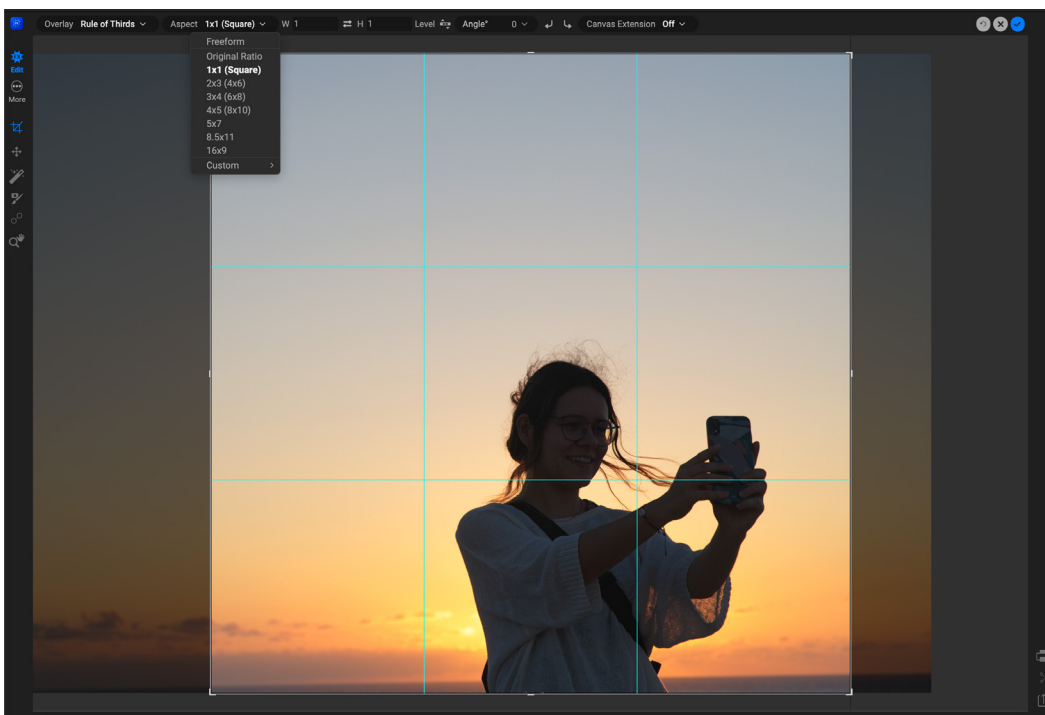 Overlay Rule of Thirds Aspect 1x1 (Square) W 1 H 1 Level Angle° 0 Canvas Extension Off
Freeform
Original Ratio
1x1 (Square)
2x3 (4x6)
3x4 (6x8)
4x5 (8x10)
5x7
8.5x11
16x9
Custom
Edit
More